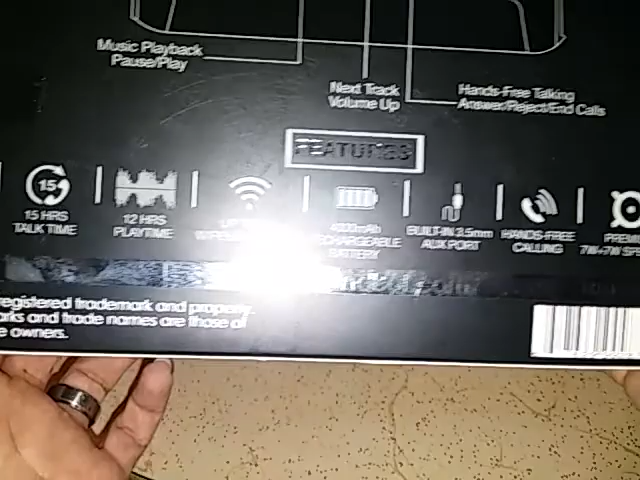 Music Playback
Pause/Play
Next Track
Volume Up
Hands-Free Talking
Answer/Reject/End Calls
FEATURES
15
15 HRS
TALK TIME
12 HRS
PLAYTIME
4000mAh
RECHARGEABLE
BATTERY
BUILT-IN 3.5mm
AUX PORT
HANDS-FREE
CALLING
7W+7W
registered trademark and property
and trade names are those of
owners.